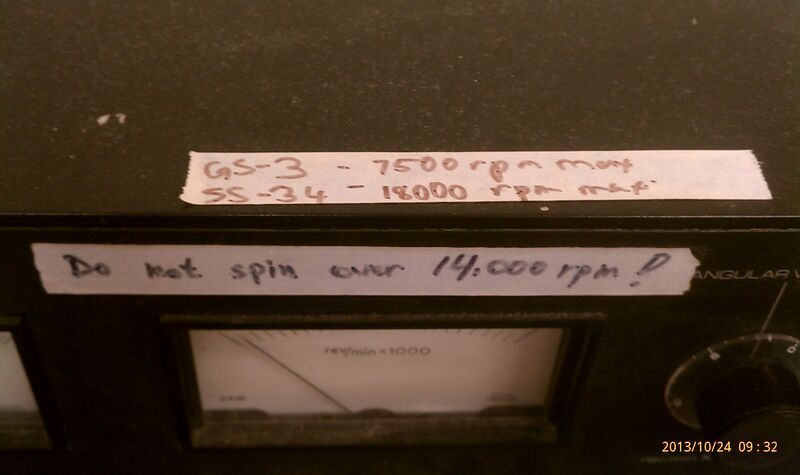 GS-3 - 7500 rpm max
SS-34 - 18000 rpm max
Do not spin over 14.000 rpm!
ANGULAR V
rev/min×1000
2013/10/24 09:32